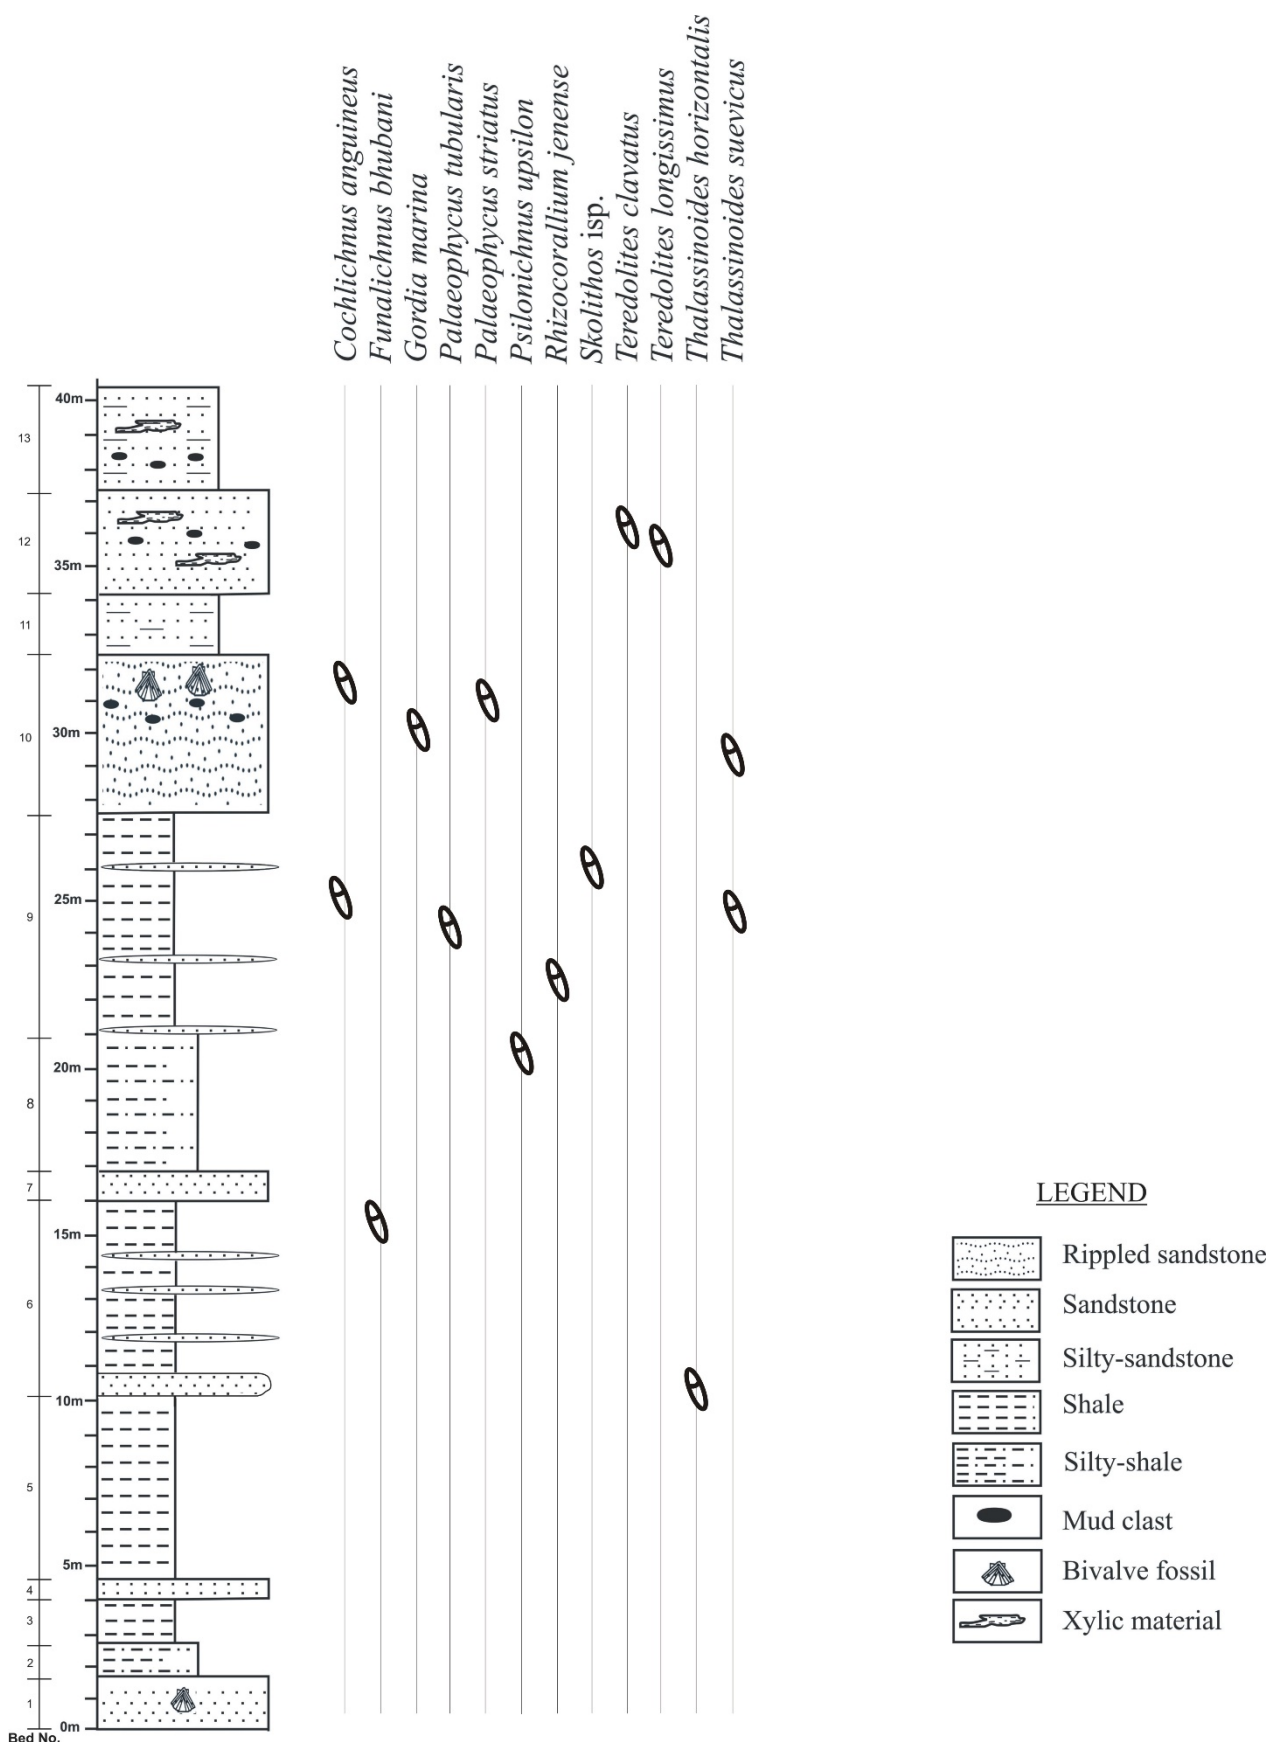 Cochlichnus anguineus
Funalichnus bhubani
Gordia marina
Palaeophycus tubularis
Palaeophycus striatus
Psilonichnus upsilon
Rhizocorallium jenense
Skolithos isp.
Teredolites clavatus
Teredolites longissimus
Thalassinoides horizontalis
Thalassinoides suevicus
40m
13
12
35m
11
30m
10
25m
9
20m
8
7
15m
6
10m
5
5m
4
3
2
1
0m
Bed No.
LEGEND
Rippled sandstone
Sandstone
Silty-sandstone
Shale
Silty-shale
Mud clast
Bivalve fossil
Xylic material